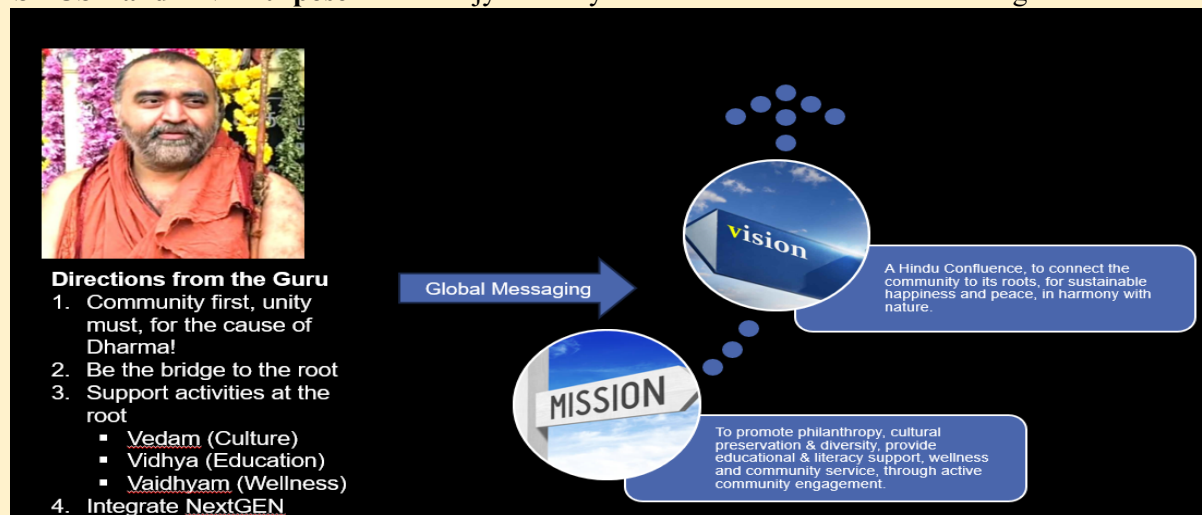 Directions from the Guru
1. Community first, unity
must, for the cause of
Dharma!
2. Be the bridge to the root
3. Support activities at the
root
▪ Vedam (Culture)
▪ Vidhya (Education)
▪ Vaidhyam (Wellness)
4. Integrate NextGEN
Global Messaging
vision
A Hindu Confluence, to connect the
community to its roots, for sustainable
happiness and peace, in harmony with
nature.
MISSION
To promote philanthropy, cultural
preservation & diversity, provide
educational & literacy support, wellness
and community service, through active
community engagement.